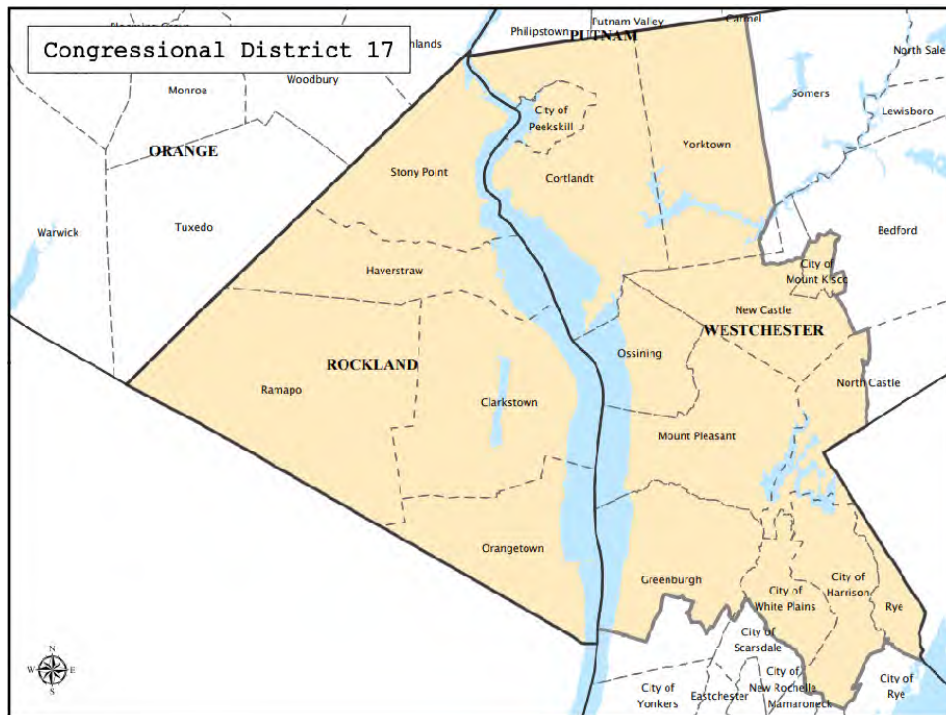 Congressional District 17
Philipstown
Putnam Valley
Carmel
PUTNAM
North Sale
Woodbury
Monroe
Somers
Lewisboro
City of
Peekskill
ORANGE
Yorktown
Stony Point
Cortlandt
Tuxedo
Warwick
Bedford
Haverstraw
City of
Mount Kisco
New Castle
WESTCHESTER
Ossining
ROCKLAND
Ramapo
North Castle
Clarkstown
Mount Pleasant
Orangetown
Greenburgh
City of
White Plains
City of
Harrison
Rye
City of
Scarsdale
City of
Yonkers
Eastchester
City of
New Rochelle
Mamaroneck
City of
Rye
N
W
E
S